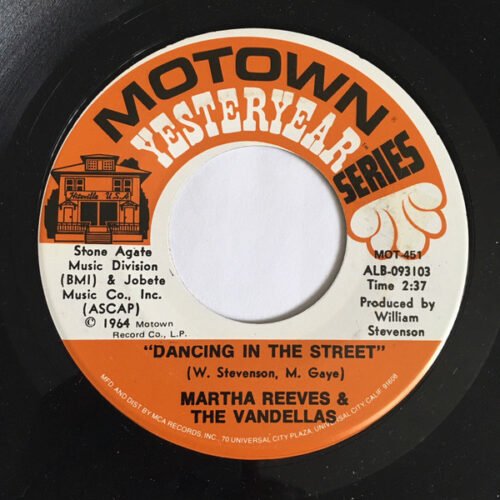 MOTOWN®
YESTERYEAR™
SERIES
Hitsville U.S.A.
Stone Agate
Music Division
(BMI) & Jobete
Music Co., Inc.
(ASCAP)
© 1964 Motown
Record Co., L.P.
MOT-451
ALB-093103
Time 2:37
Produced by
William
Stevenson
"DANCING IN THE STREET"
(W. Stevenson, M. Gaye)
MARTHA REEVES &
THE VANDELLAS
MFD. AND DIST. BY MCA RECORDS, INC., 70 UNIVERSAL CITY PLAZA, UNIVERSAL CITY, CALIF. 91608